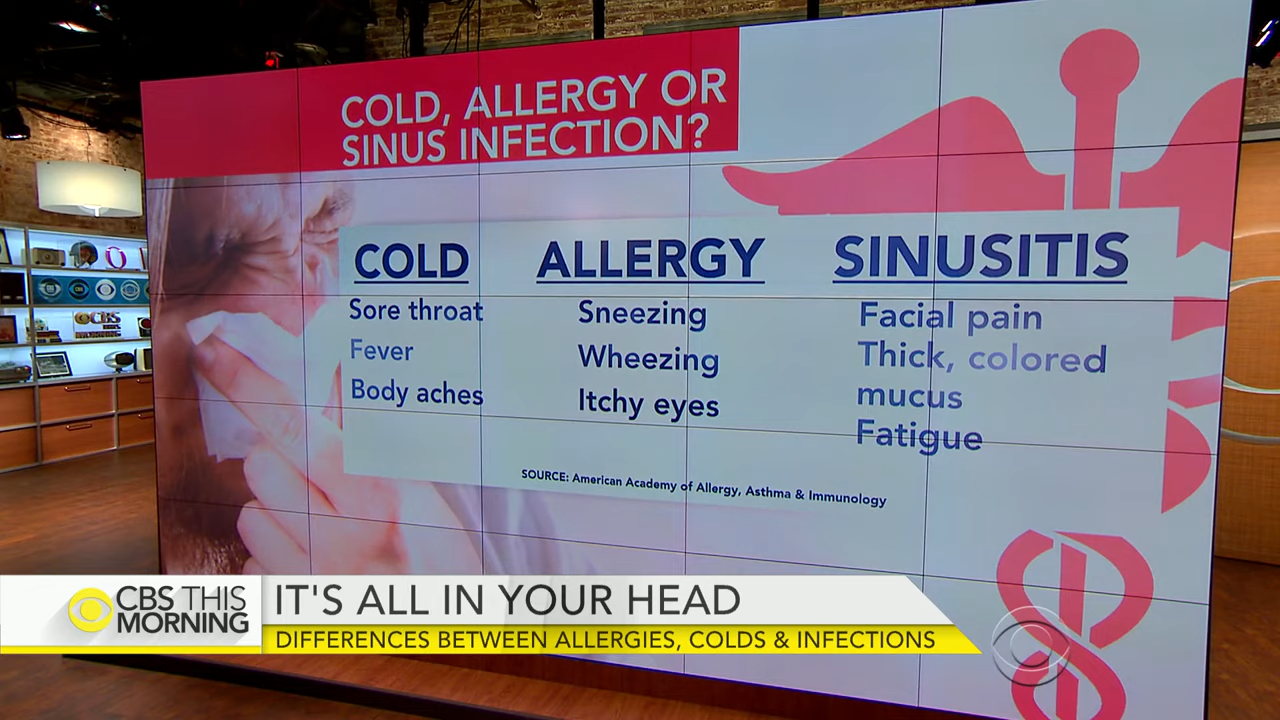 COLD, ALLERGY OR
SINUS INFECTION?
COLD
Sore throat
Fever
Body aches
ALLERGY
Sneezing
Wheezing
Itchy eyes
SINUSITIS
Facial pain
Thick, colored
mucus
Fatigue
SOURCE: American Academy of Allergy, Asthma & Immunology
CBS THIS
MORNING
IT'S ALL IN YOUR HEAD
DIFFERENCES BETWEEN ALLERGIES, COLDS & INFECTIONS
CBS